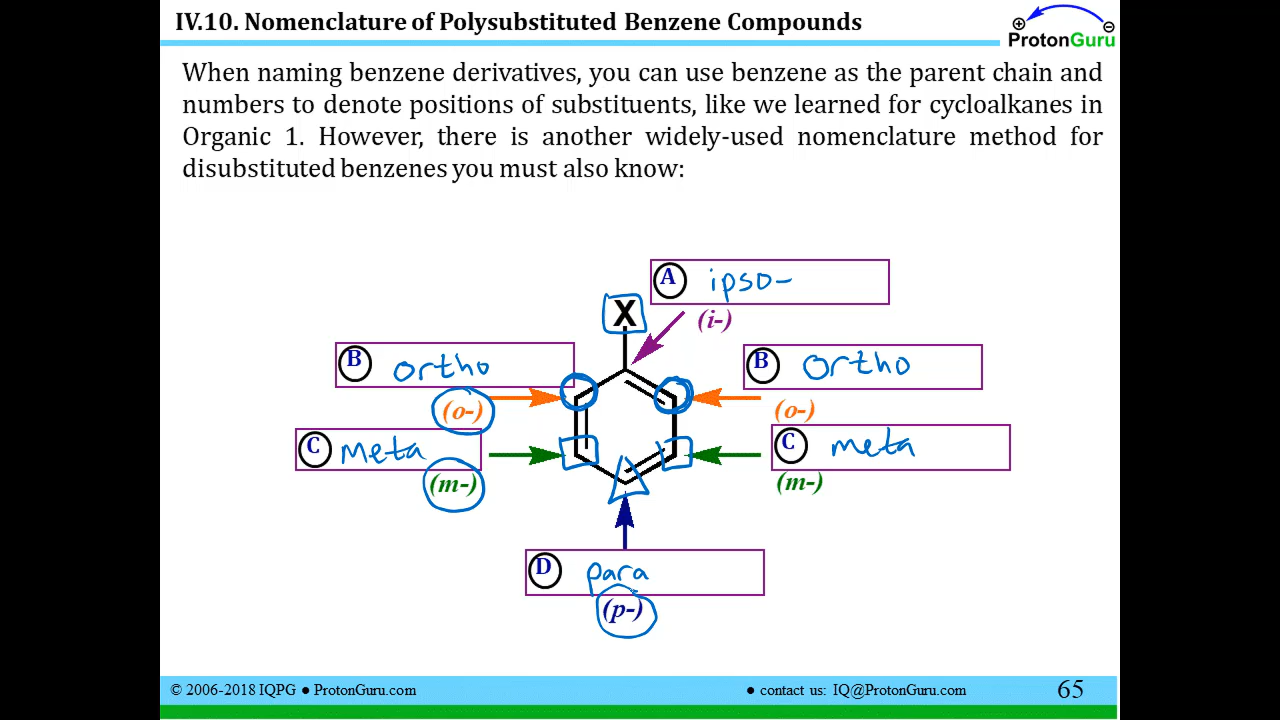 IV.10. Nomenclature of Polysubstituted Benzene Compounds
ProtonGuru
When naming benzene derivatives, you can use benzene as the parent chain and
numbers to denote positions of substituents, like we learned for cycloalkanes in
Organic 1. However, there is another widely-used nomenclature method for
disubstituted benzenes you must also know:
A ipso-
X
(i-)
B ortho
B ortho
(o-)
(o-)
C meta
C meta
(m-)
(m-)
D para
(p-)
© 2006-2018 IQPG ● ProtonGuru.com
● contact us: IQ@ProtonGuru.com
65